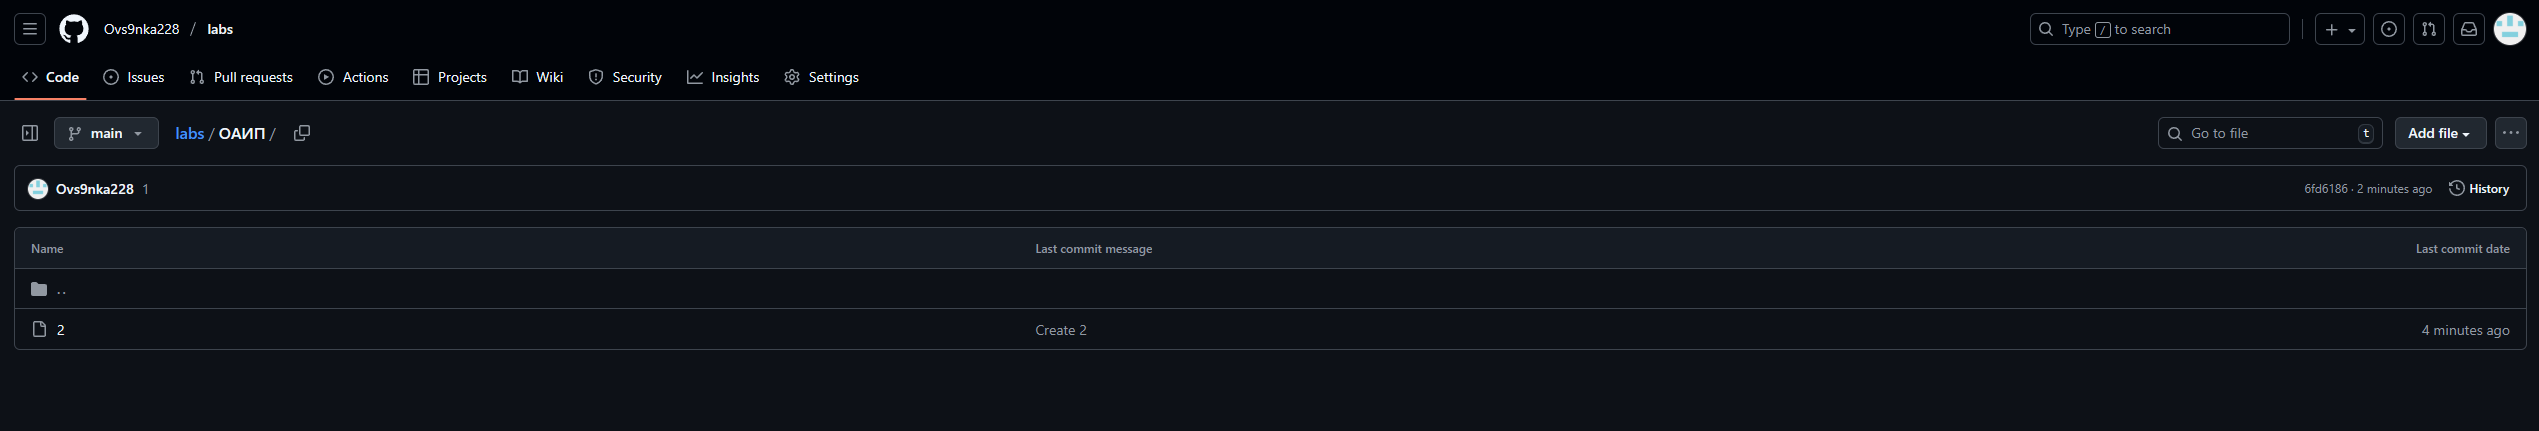 Ovs9nka228 / labs
Type / to search
Code Issues Pull requests Actions Projects Wiki Security Insights Settings
main
labs / ОАИП /
Go to file t
Add file
Ovs9nka228 1
6fd6186 · 2 minutes ago
History
Name Last commit message Last commit date
..
2 Create 2 4 minutes ago